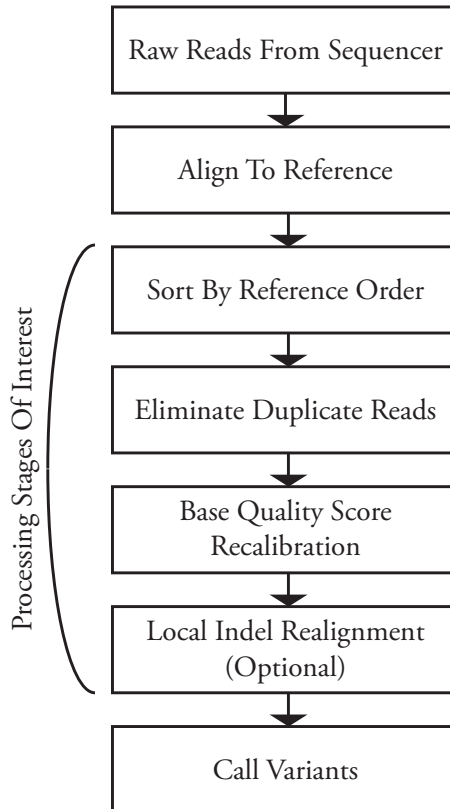 Raw Reads From Sequencer
Align To Reference
Processing Stages Of Interest
Sort By Reference Order
Eliminate Duplicate Reads
Base Quality Score
Recalibration
Local Indel Realignment
(Optional)
Call Variants